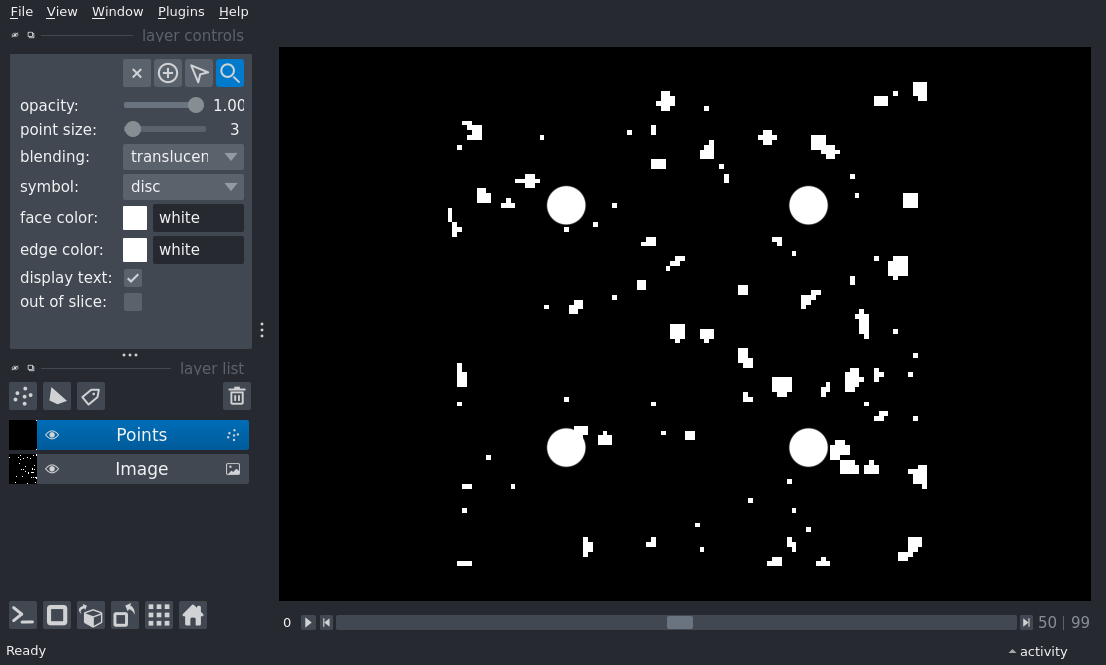 File View Window Plugins Help
layer controls
opacity: 1.00
point size: 3
blending: translucen
symbol: disc
face color: white
edge color: white
display text:
out of slice:
layer list
Points
Image
0 50 | 99
Ready activity